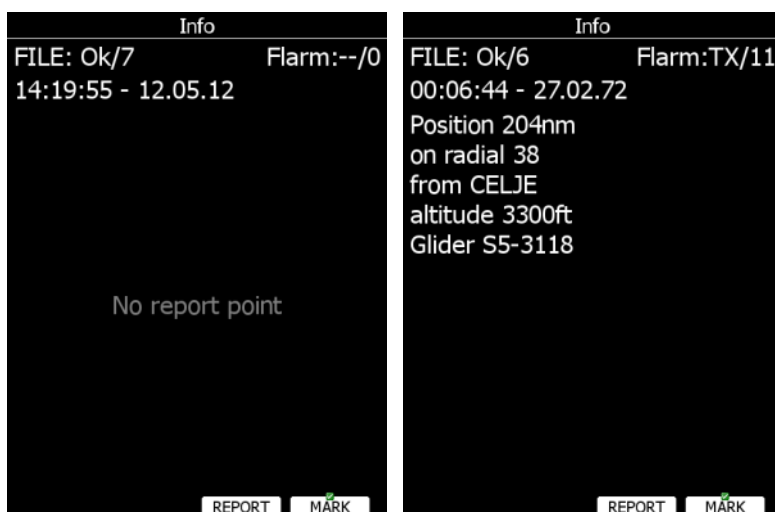 Info
FILE: Ok/7 Flarm:--/0
14:19:55 - 12.05.12
No report point
REPORT MARK
Info
FILE: Ok/6 Flarm:TX/11
00:06:44 - 27.02.72
Position 204nm
on radial 38
from CELJE
altitude 3300ft
Glider S5-3118
REPORT MARK